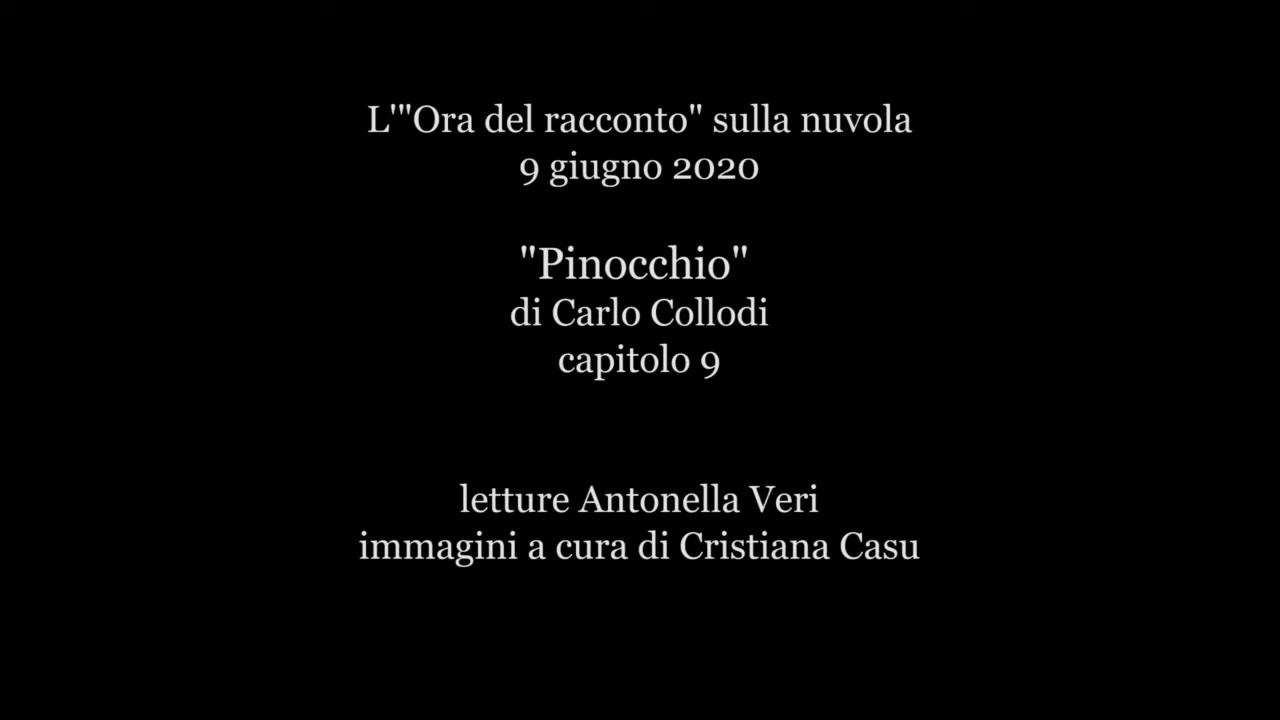 L'"Ora del racconto" sulla nuvola
9 giugno 2020
"Pinocchio"
di Carlo Collodi
capitolo 9
letture Antonella Veri
immagini a cura di Cristiana Casu